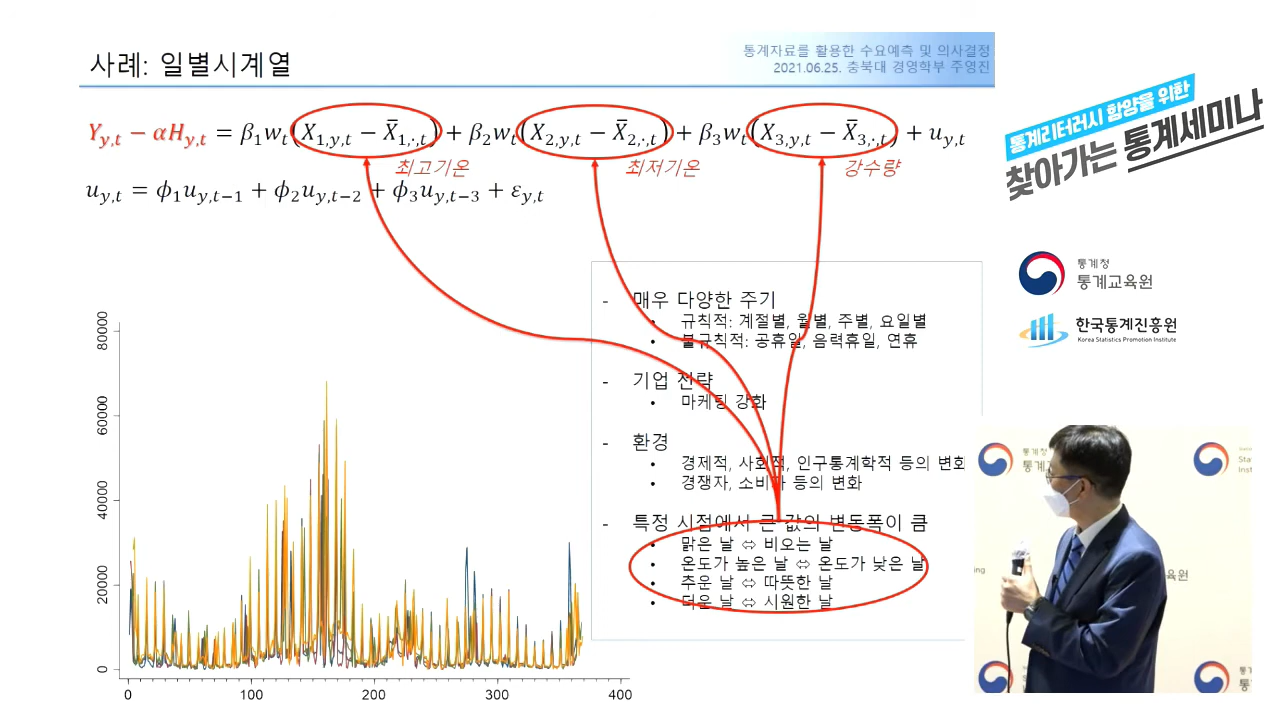 사례: 일별시계열
통계자료를 활용한 수요예측 및 의사결정
2021.06.25. 충북대 경영학부 주영진
통계리터러시 함양을 위한
찾아가는 통계세미나
Y_{y,t} − αH_{y,t} = β₁w_t(X_{1,y,t} − X̄_{1,·,t}) + β₂w_t(X_{2,y,t} − X̄_{2,·,t}) + β₃w_t(X_{3,y,t} − X̄_{3,·,t}) + u_{y,t}
최고기온 최저기온 강수량
u_{y,t} = ϕ₁u_{y,t−1} + ϕ₂u_{y,t−2} + ϕ₃u_{y,t−3} + ε_{y,t}
통계청
통계교육원
한국통계진흥원
Korea Statistics Promotion Institute
- 매우 다양한 주기
• 규칙적: 계절별, 월별, 주별, 요일별
• 불규칙적: 공휴일, 음력휴일, 연휴
- 기업 전략
• 마케팅 강화
- 환경
• 경제적, 사회적, 인구통계학적 등의 변화
• 경쟁자, 소비자 등의 변화
- 특정 시점에서 큰 값의 변동폭이 큼
• 맑은 날 ⇔ 비오는 날
• 온도가 높은 날 ⇔ 온도가 낮은 날
• 추운 날 ⇔ 따뜻한 날
• 더운 날 ⇔ 시원한 날
80000
60000
40000
20000
0
0 100 200 300 400
통계청